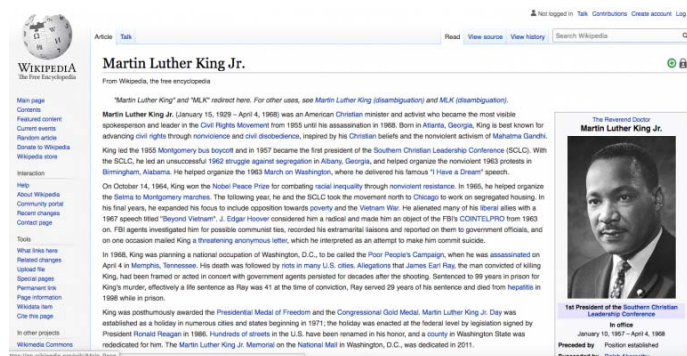 Not logged in Talk Contributions Create account Log
Article Talk
Read View source View history Search Wikipedia
WIKIPEDIA
The Free Encyclopedia
Main page
Contents
Featured content
Current events
Random article
Donate to Wikipedia
Wikipedia store
Interaction
Help
About Wikipedia
Community portal
Recent changes
Contact page
Tools
What links here
Related changes
Upload file
Special pages
Permanent link
Page information
Wikidata item
Cite this page
In other projects
Wikimedia Commons
Martin Luther King Jr.
From Wikipedia, the free encyclopedia
"Martin Luther King" and "MLK" redirect here. For other uses, see Martin Luther King (disambiguation) and MLK (disambiguation).
Martin Luther King Jr. (January 15, 1929 – April 4, 1968) was an American Christian minister and activist who became the most visible
spokesperson and leader in the Civil Rights Movement from 1955 until his assassination in 1968. Born in Atlanta, Georgia, King is best known for
advancing civil rights through nonviolence and civil disobedience, inspired by his Christian beliefs and the nonviolent activism of Mahatma Gandhi.
King led the 1955 Montgomery bus boycott and in 1957 became the first president of the Southern Christian Leadership Conference (SCLC). With
the SCLC, he led an unsuccessful 1962 struggle against segregation in Albany, Georgia, and helped organize the nonviolent 1963 protests in
Birmingham, Alabama. He helped organize the 1963 March on Washington, where he delivered his famous "I Have a Dream" speech.
On October 14, 1964, King won the Nobel Peace Prize for combating racial inequality through nonviolent resistance. In 1965, he helped organize
the Selma to Montgomery marches. The following year, he and the SCLC took the movement north to Chicago to work on segregated housing. In
his final years, he expanded his focus to include opposition towards poverty and the Vietnam War. He alienated many of his liberal allies with a
1967 speech titled "Beyond Vietnam". J. Edgar Hoover considered him a radical and made him an object of the FBI's COINTELPRO from 1963
on. FBI agents investigated him for possible communist ties, recorded his extramarital liaisons and reported on them to government officials, and
on one occasion mailed King a threatening anonymous letter, which he interpreted as an attempt to make him commit suicide.
In 1968, King was planning a national occupation of Washington, D.C., to be called the Poor People's Campaign, when he was assassinated on
April 4 in Memphis, Tennessee. His death was followed by riots in many U.S. cities. Allegations that James Earl Ray, the man convicted of killing
King, had been framed or acted in concert with government agents persisted for decades after the shooting. Sentenced to 99 years in prison for
King's murder, effectively a life sentence as Ray was 41 at the time of conviction, Ray served 29 years of his sentence and died from hepatitis in
1998 while in prison.
King was posthumously awarded the Presidential Medal of Freedom and the Congressional Gold Medal. Martin Luther King Jr. Day was
established as a holiday in numerous cities and states beginning in 1971; the holiday was enacted at the federal level by legislation signed by
President Ronald Reagan in 1986. Hundreds of streets in the U.S. have been renamed in his honor, and a county in Washington State was
rededicated for him. The Martin Luther King Jr. Memorial on the National Mall in Washington, D.C., was dedicated in 2011.
The Reverend Doctor
Martin Luther King Jr.
1st President of the Southern Christian
Leadership Conference
In office
January 10, 1957 – April 4, 1968
Preceded by Position established